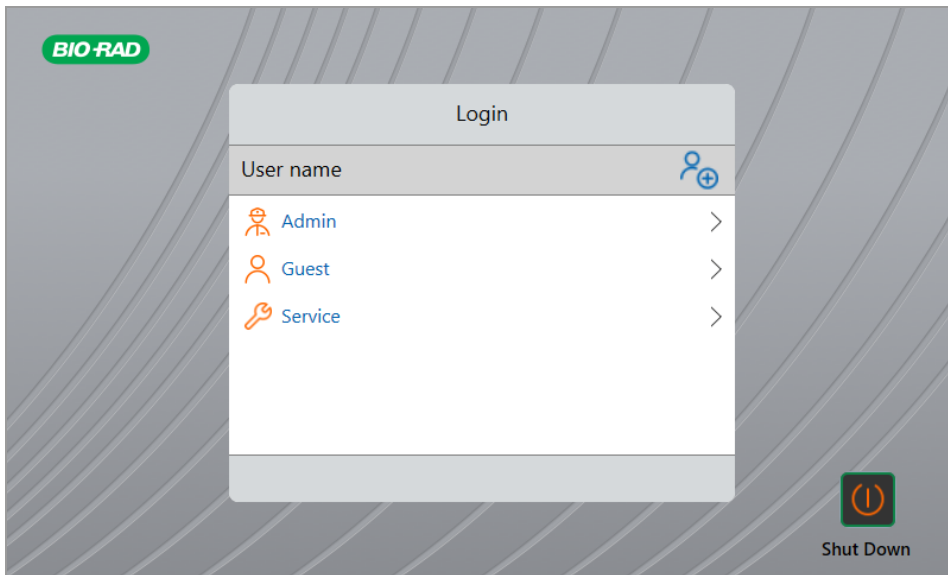 BIO-RAD
Login
User name
Admin
Guest
Service
Shut Down